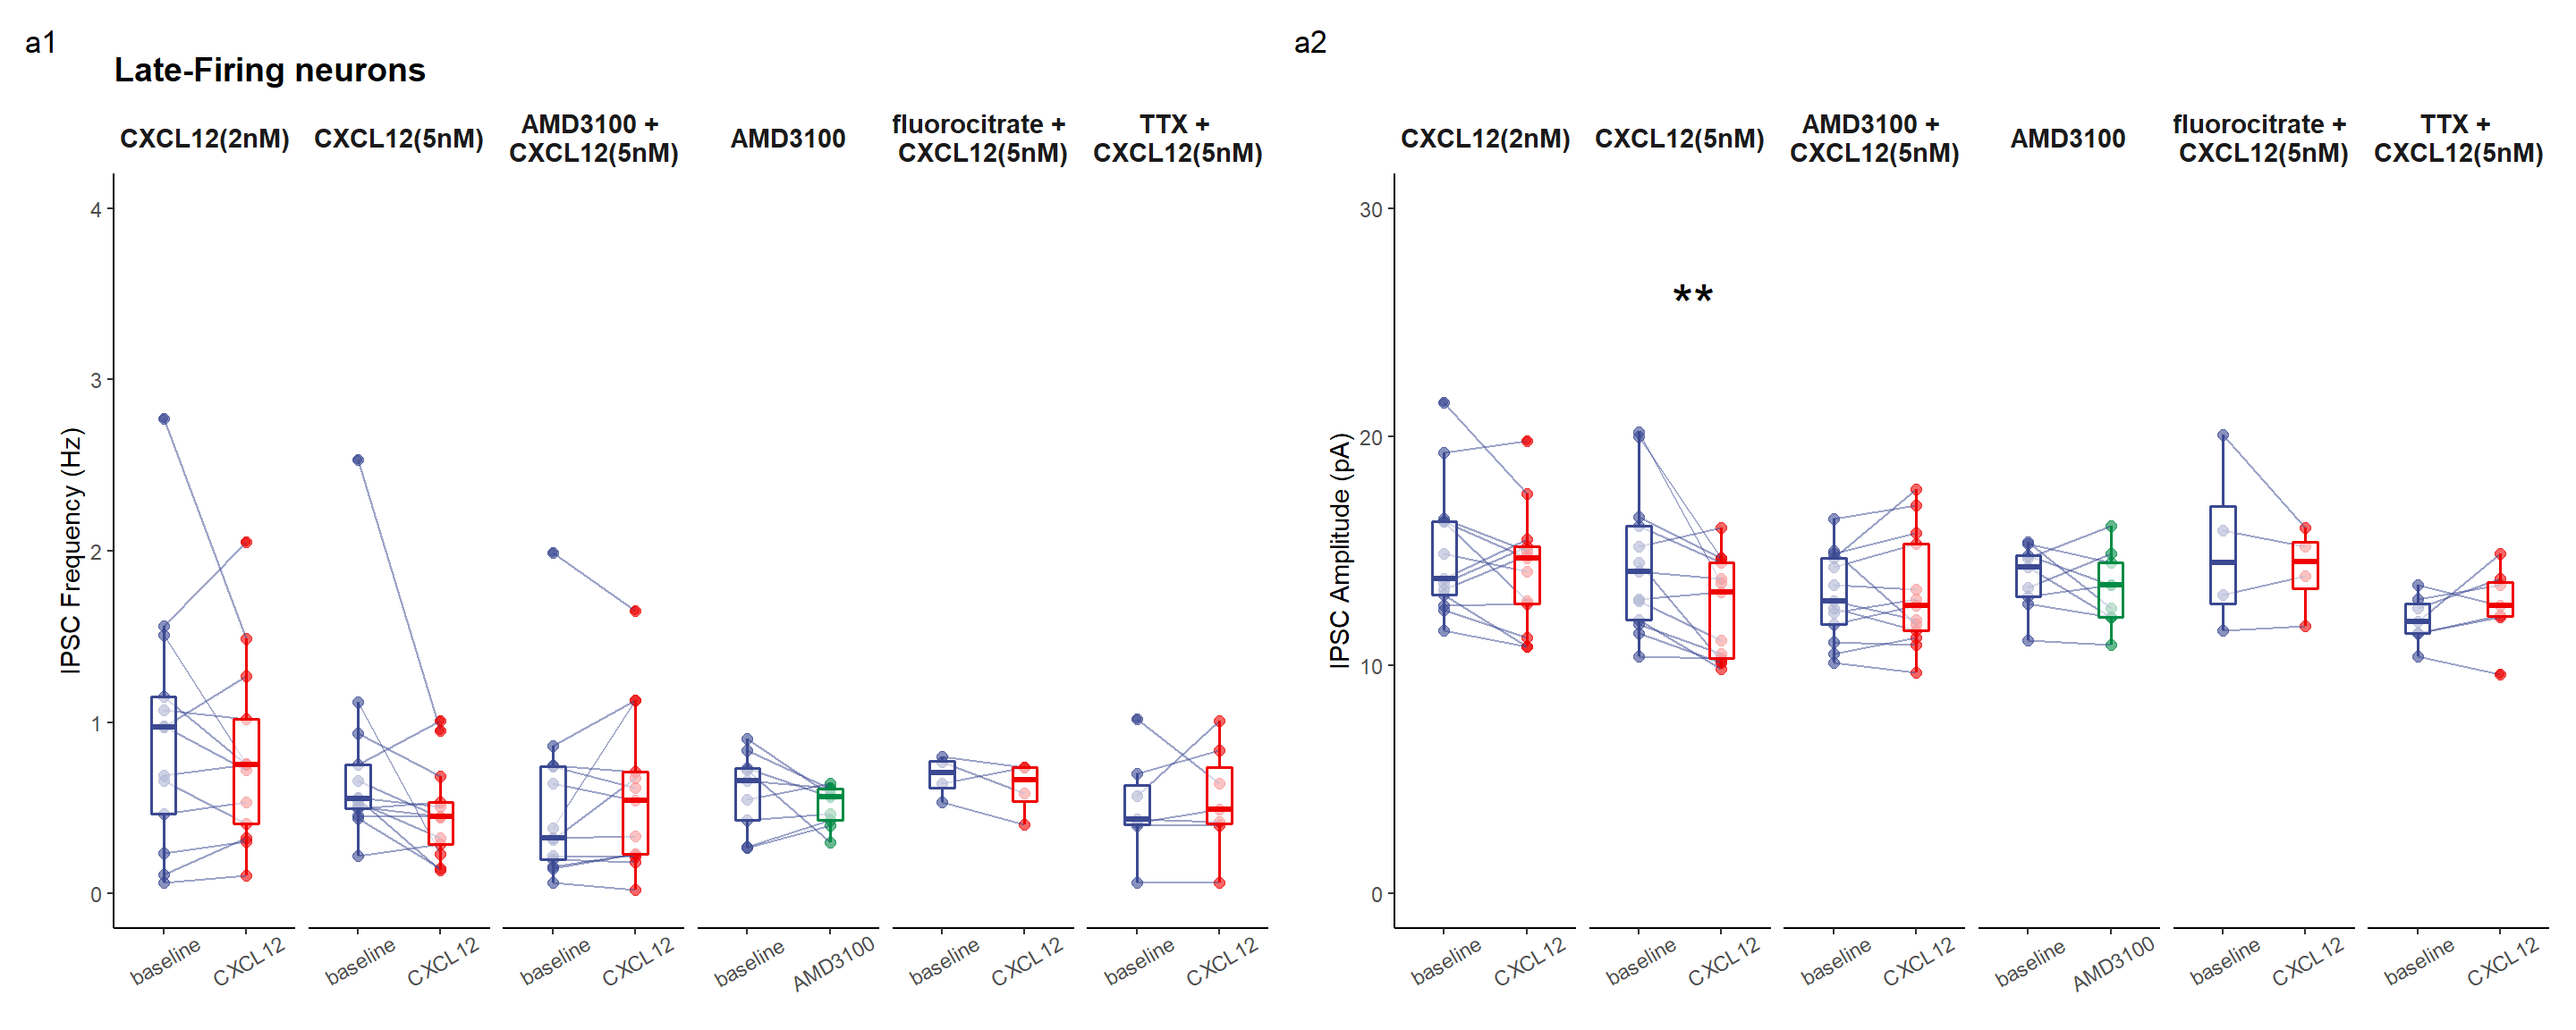 a1
Late-Firing neurons
CXCL12(2nM)
CXCL12(5nM)
AMD3100 +
CXCL12(5nM)
AMD3100
fluorocitrate +
CXCL12(5nM)
TTX +
CXCL12(5nM)
IPSC Frequency (Hz)
4
3
2
1
0
baseline
CXCL12
baseline
CXCL12
baseline
CXCL12
baseline
AMD3100
baseline
CXCL12
baseline
CXCL12
a2
CXCL12(2nM)
CXCL12(5nM)
AMD3100 +
CXCL12(5nM)
AMD3100
fluorocitrate +
CXCL12(5nM)
TTX +
CXCL12(5nM)
IPSC Amplitude (pA)
30
20
10
0
**
baseline
CXCL12
baseline
CXCL12
baseline
CXCL12
baseline
AMD3100
baseline
CXCL12
baseline
CXCL12